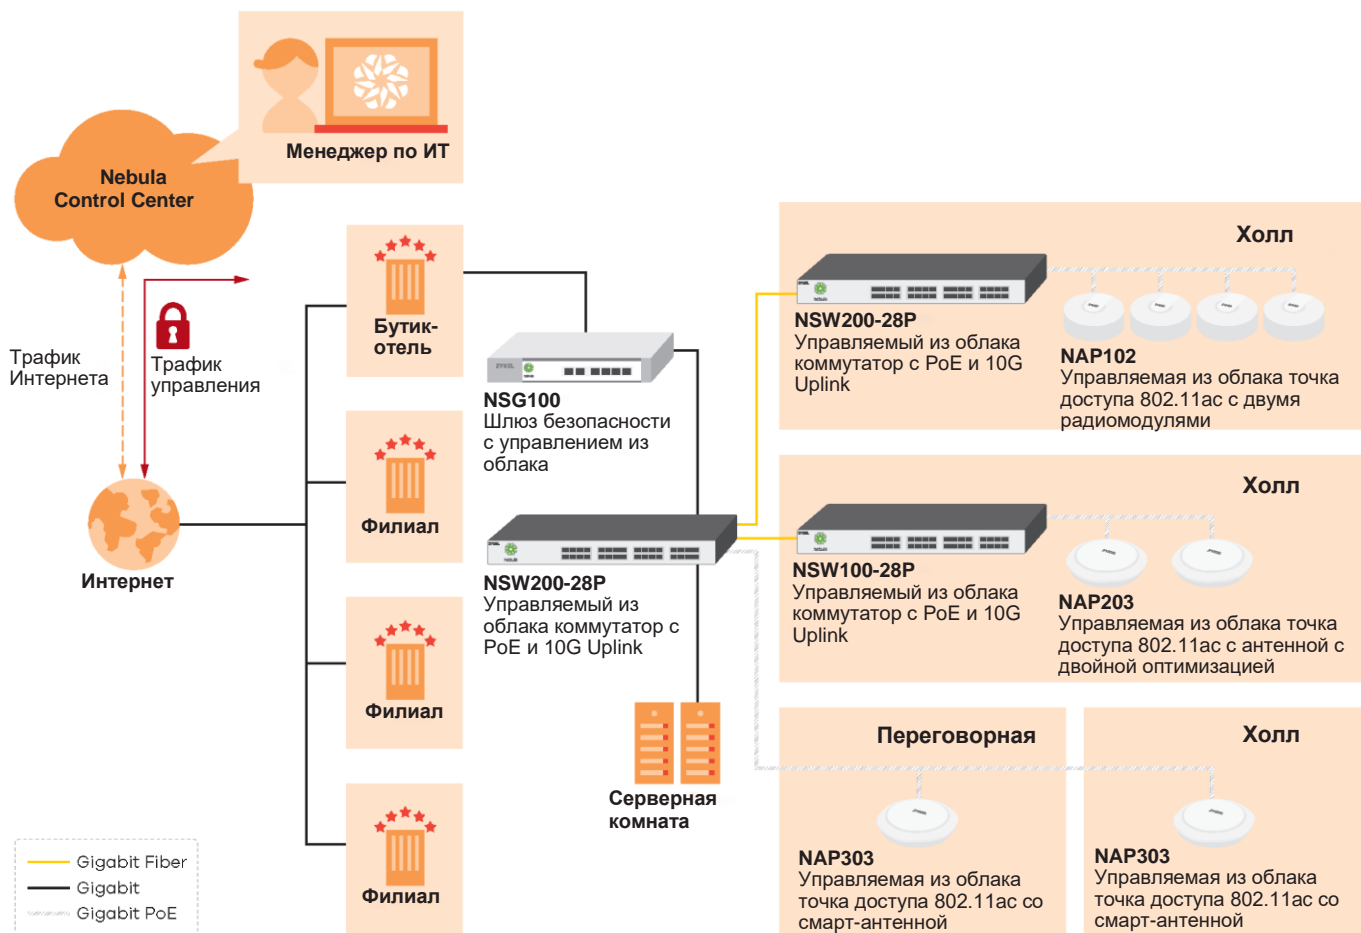 Менеджер по ИТ
Nebula
Control Center
Трафик
Интернета
Трафик
управления
Интернет
Бутик-
отель
Филиал
Филиал
Филиал
ZYXEL
NSG100
Шлюз безопасности
с управлением из
облака
ZYXEL
NSW200-28P
Управляемый из
облака коммутатор с
PoE и 10G Uplink
Серверная
комната
Холл
ZYXEL
NSW200-28P
Управляемый из облака
коммутатор с PoE и 10G
Uplink
NAP102
Управляемая из облака точка
доступа 802.11ac с двумя
радиомодулями
Холл
ZYXEL
NSW100-28P
Управляемый из облака
коммутатор с PoE и 10G
Uplink
NAP203
Управляемая из облака точка
доступа 802.11ac с антенной с
двойной оптимизацией
Переговорная
NAP303
Управляемая из облака
точка доступа 802.11ac со
смарт-антенной
Холл
NAP303
Управляемая из облака
точка доступа 802.11ac со
смарт-антенной
Gigabit Fiber
Gigabit
Gigabit PoE